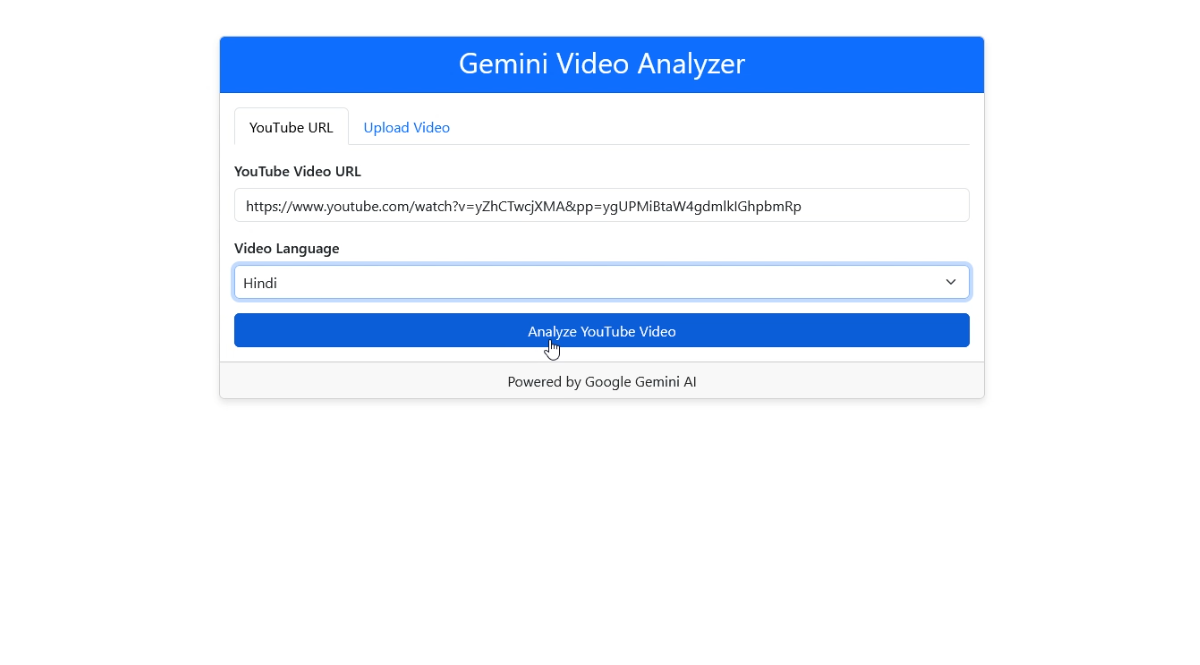 Gemini Video Analyzer
YouTube URL
Upload Video
YouTube Video URL
https://www.youtube.com/watch?v=yZhCTwcjXMA&pp=ygUPMiBtaW4gdmlkIGhpbmRp
Video Language
Hindi
Analyze YouTube Video
Powered by Google Gemini AI